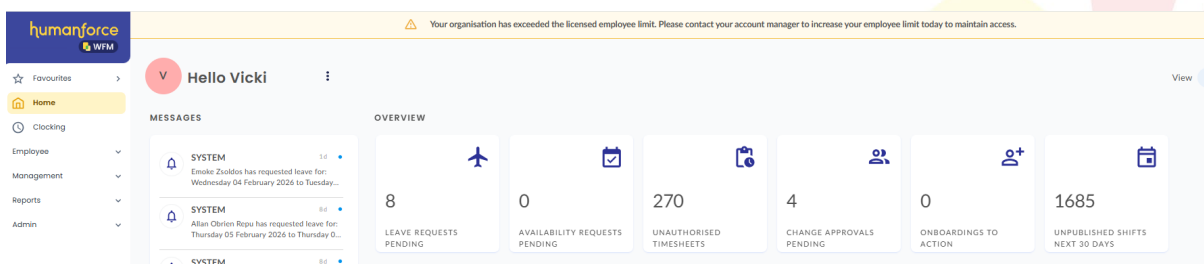 humanforce
WFM
Your organisation has exceeded the licensed employee limit. Please contact your account manager to increase your employee limit today to maintain access.
Favourites
Home
Clocking
Employee
Management
Reports
Admin
V
Hello Vicki
View
MESSAGES
SYSTEM
1d
Emoke Zsoldos has requested leave for:
Wednesday 04 February 2026 to Tuesday...
SYSTEM
8d
Allan Obrien Repu has requested leave for:
Thursday 05 February 2026 to Thursday 0...
SYSTEM
8d
OVERVIEW
8
LEAVE REQUESTS
PENDING
0
AVAILABILITY REQUESTS
PENDING
270
UNAUTHORISED
TIMESHEETS
4
CHANGE APPROVALS
PENDING
0
ONBOARDINGS TO
ACTION
1685
UNPUBLISHED SHIFTS
NEXT 30 DAYS